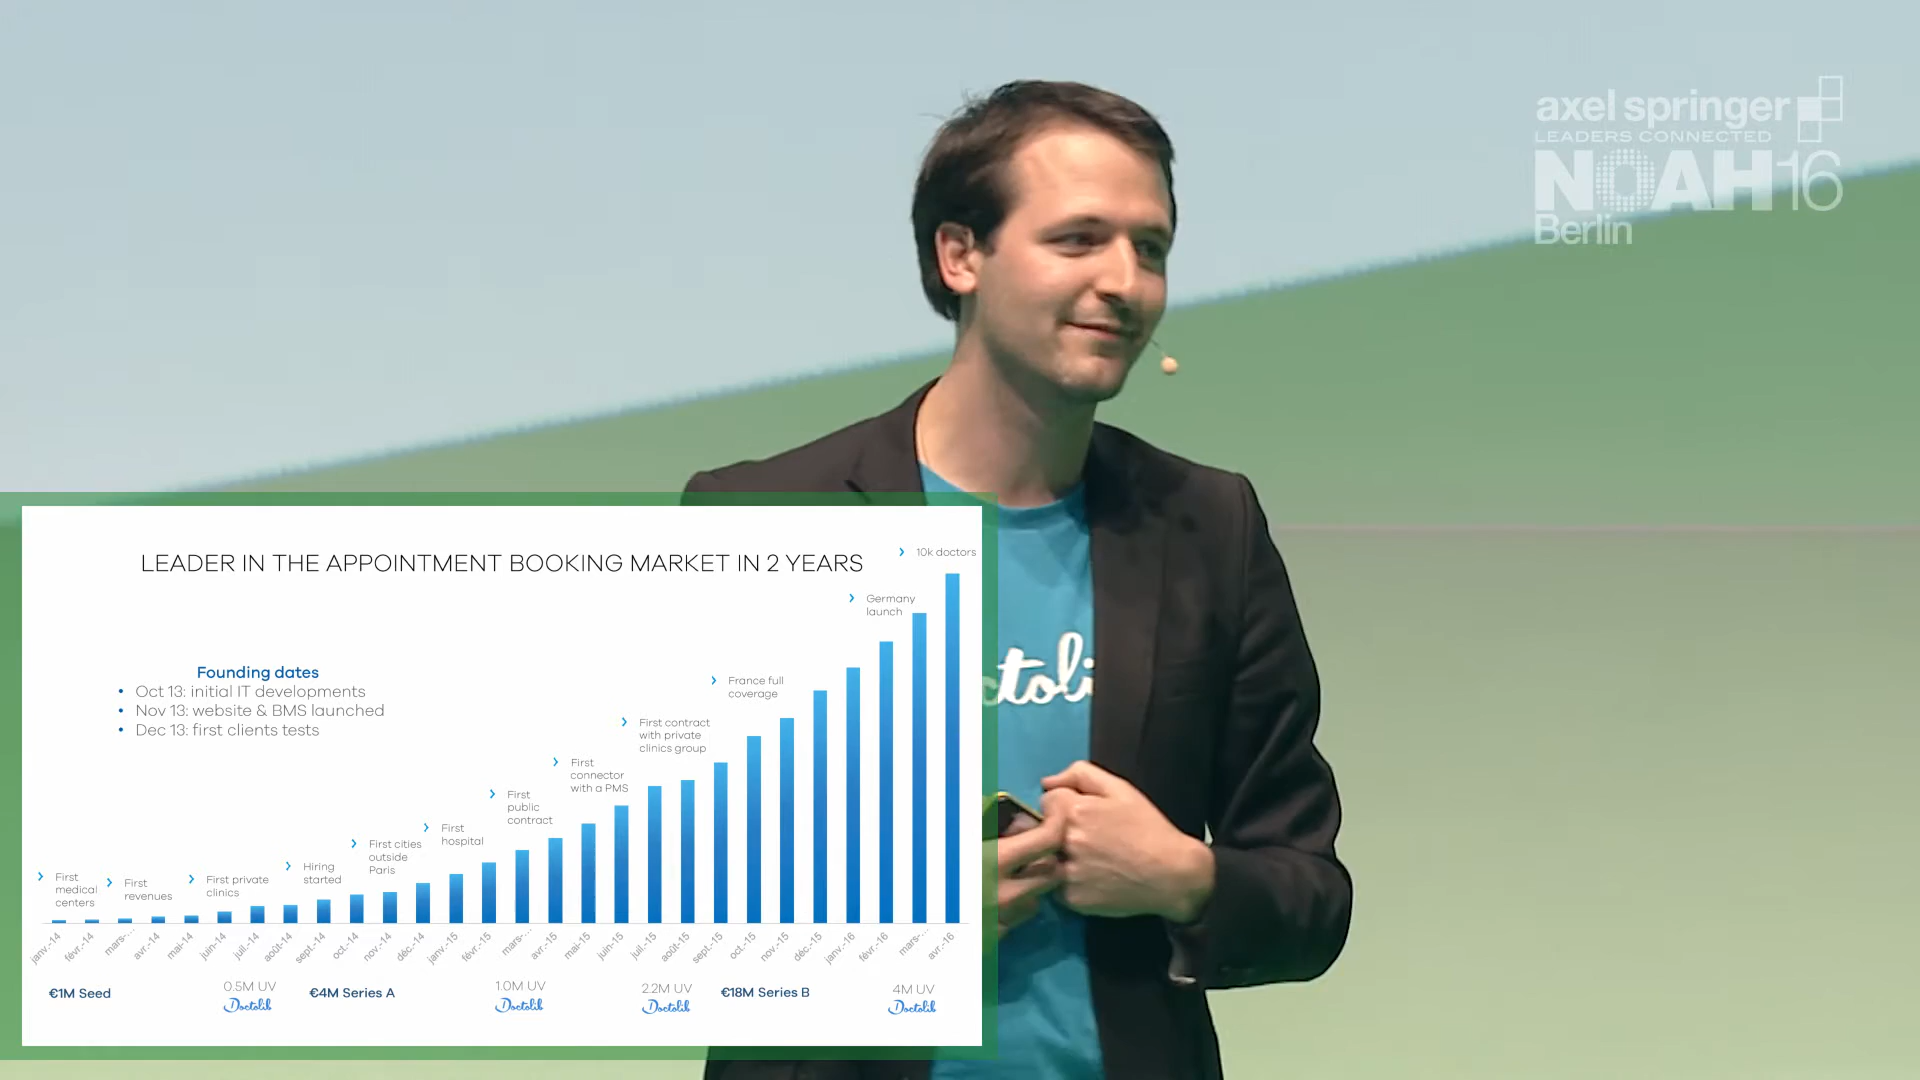 axel springer
LEADERS CONNECTED
NOAH16
Berlin
LEADER IN THE APPOINTMENT BOOKING MARKET IN 2 YEARS
10k doctors
Germany
launch
France full
coverage
Founding dates
• Oct 13: initial IT developments
• Nov 13: website & BMS launched
• Dec 13: first clients tests
First contract
with private
clinics group
First
connector
with a PMS
First
public
contract
First
hospital
First cities
outside
Paris
Hiring
started
First private
clinics
First
revenues
First
medical
centers
janv.-14 févr.-14 mars-... avr.-14 mai-14 juin-14 juil.-14 août-14 sept.-14 oct.-14 nov.-14 déc.-14 janv.-15 févr.-15 mars-... avr.-15 mai-15 juin-15 juil.-15 août-15 sept.-15 oct.-15 nov.-15 déc.-15 janv.-16 févr.-16 mars-... avr.-16
€1M Seed
0.5M UV
Doctolib
€4M Series A
1.0M UV
Doctolib
2.2M UV
Doctolib
€18M Series B
4M UV
Doctolib
ctoli